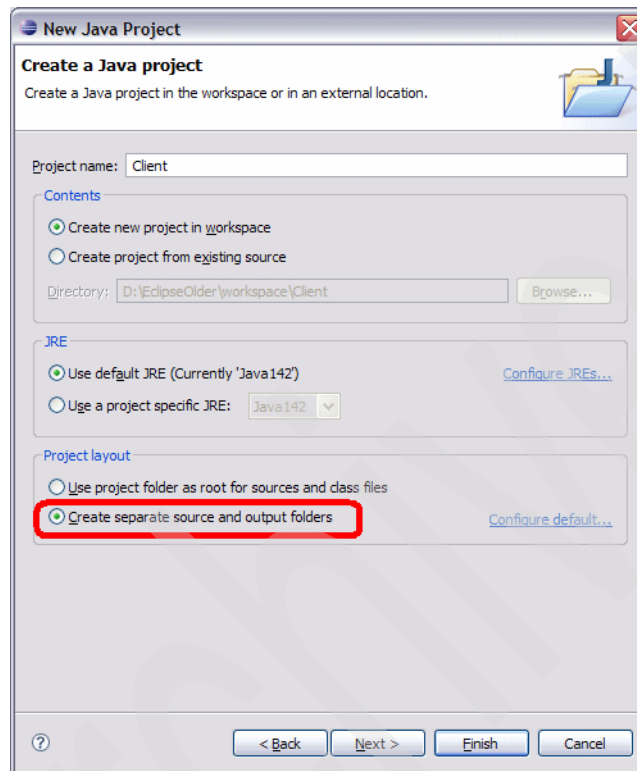 New Java Project
Create a Java project
Create a Java project in the workspace or in an external location.
Project name: Client
Contents
Create new project in workspace
Create project from existing source
Directory: D:\EclipseOlder\workspace\Client Browse...
JRE
Use default JRE (Currently 'Java142') Configure JREs...
Use a project specific JRE: Java142
Project layout
Use project folder as root for sources and class files
Create separate source and output folders Configure default...
? < Back Next > Finish Cancel